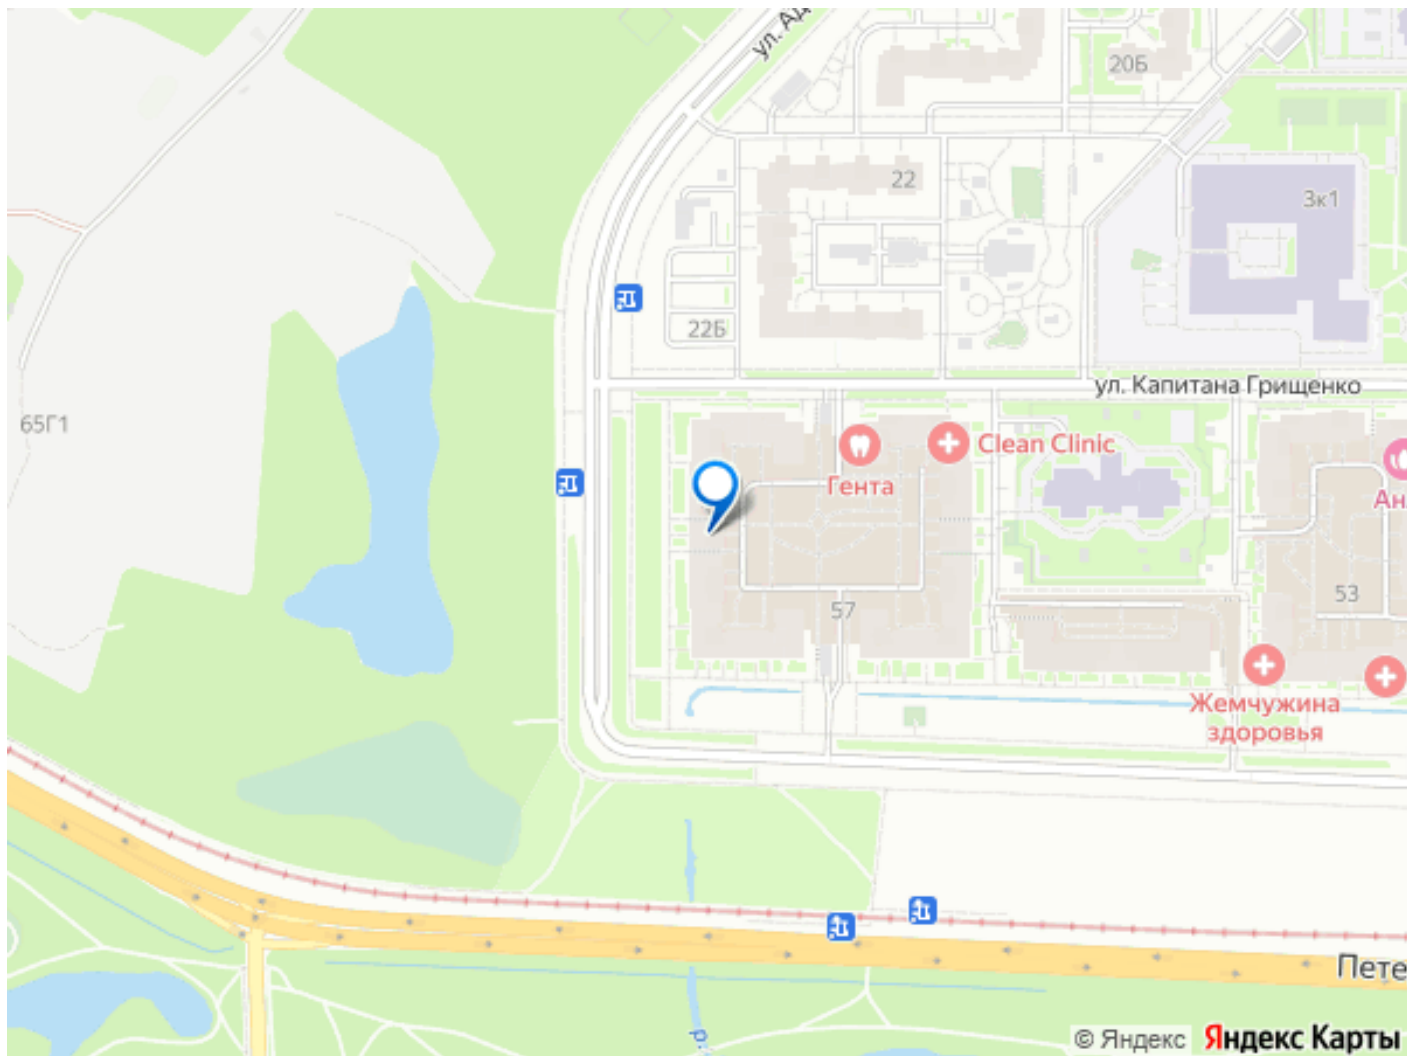 ул. Ад
20Б
22
3к1
22Б
ул. Капитана Грищенко
65Г1
Clean Clinic
Гента
Ан
57
53
Жемчужина
здоровья
Пете
р.
© Яндекс Яндекс Карты